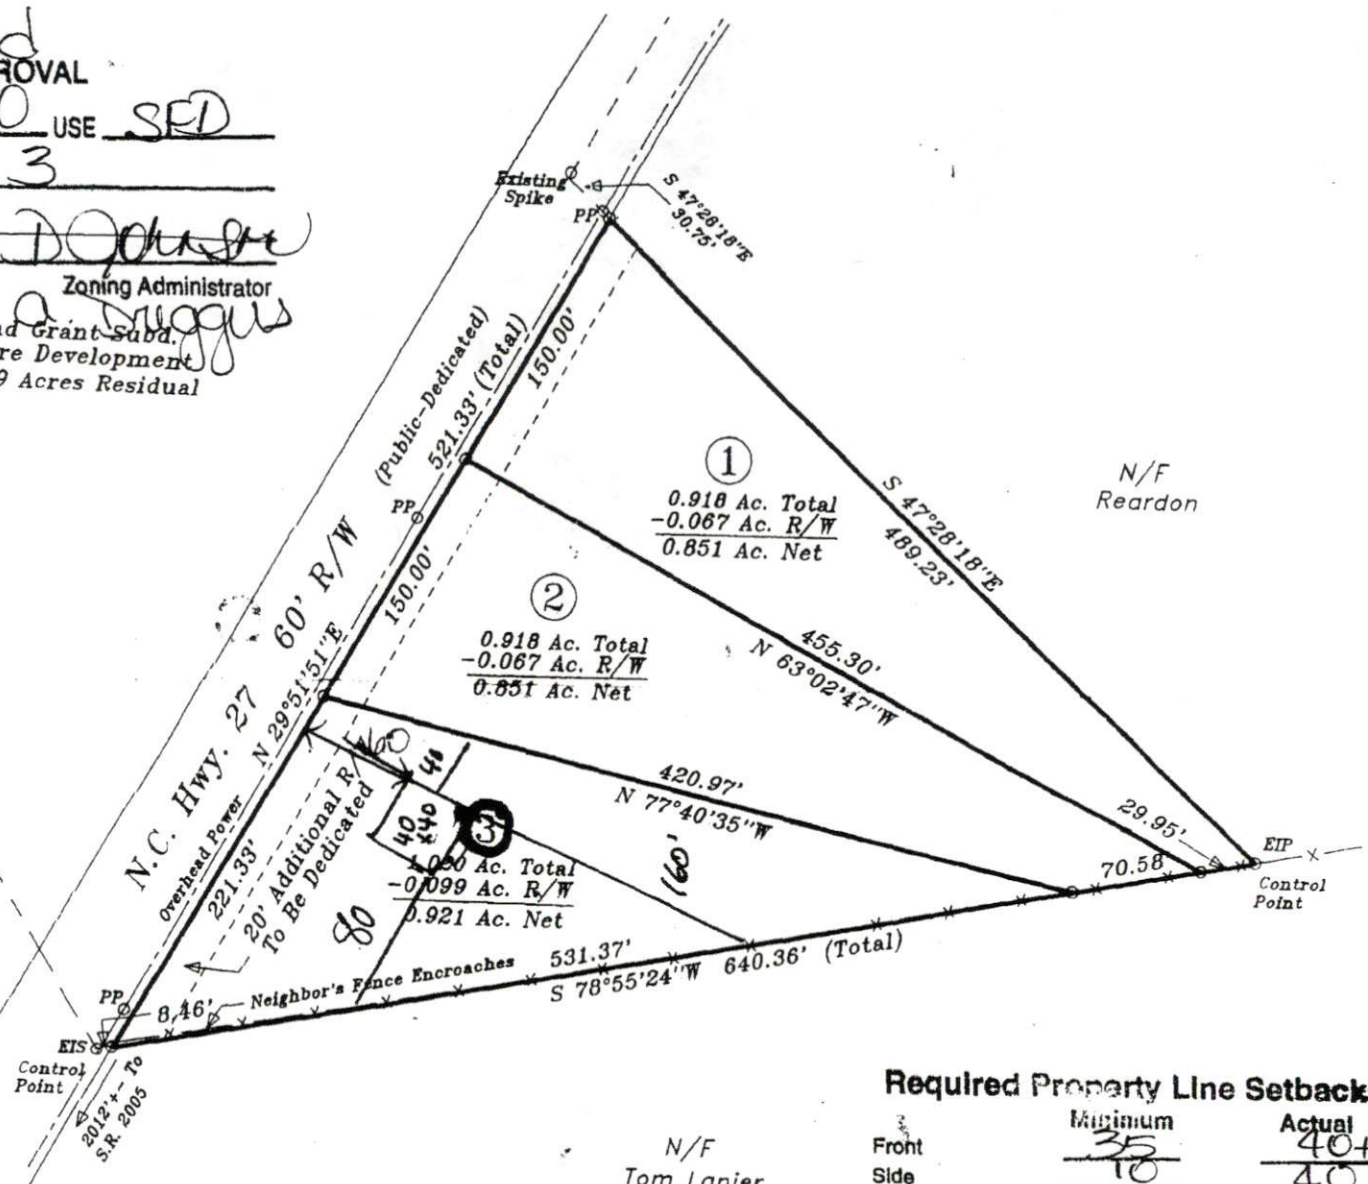 ROVAL
USE SFD
3
D Johnson
Zoning Administrator
d Grant Subd.
re Development
9 Acres Residual
Existing
Spike
PP
S 47°28'18"E
30.75'
(Public-Dedicated)
521.33' (Total)
150.00'
1
0.918 Ac. Total
-0.067 Ac. R/W
0.851 Ac. Net
S 47°28'18"E
489.23'
N/F
Reardon
PP
150.00'
60' R/W
2
0.918 Ac. Total
-0.067 Ac. R/W
0.851 Ac. Net
455.30'
N 63°02'47"W
N.C. Hwy. 27
N 29°51'51"E
Overhead Power
221.33'
20' Additional R/W
To Be Dedicated
60
40
40
40
3
Ac. Total
-0.099 Ac. R/W
0.921 Ac. Net
80
160'
420.97'
N 77°40'35"W
29.95'
70.58'
EIP
Control
Point
PP
8.46'
Neighbor's Fence Encroaches
531.37'
S 78°55'24"W 640.36' (Total)
EIS
Control
Point
2012'+- To
S.R. 2005
N/F
Tom Lanier
Required Property Line Setback
Minimum Actual
Front 35 40+
Side 10 40